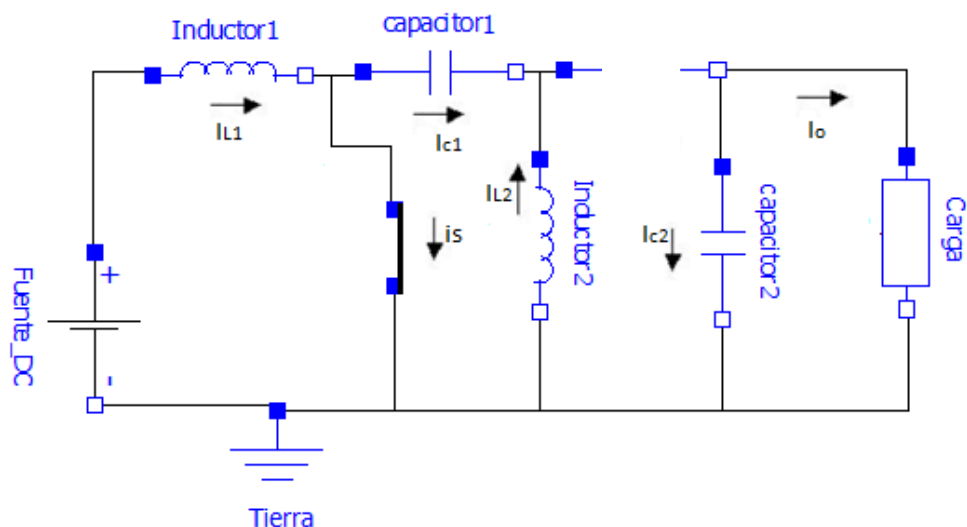 Inductor1
capacitor1
IL1
Ic1
Io
IL2
is
Ic2
Inductor2
capacitor2
Carga
Fuente_DC
+
-
Tierra